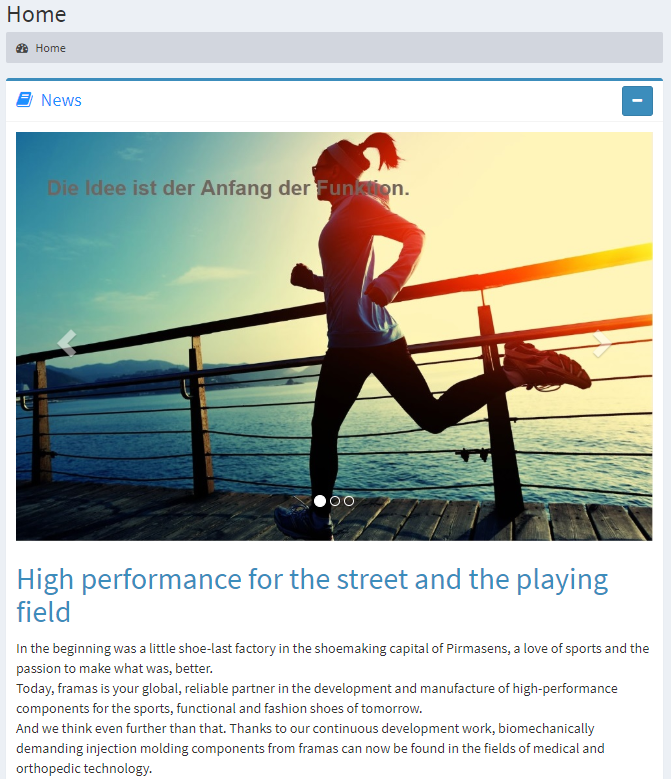 Home
Home
News
Die Idee ist der Anfang der Funktion.
High performance for the street and the playing
field
In the beginning was a little shoe-last factory in the shoemaking capital of Pirmasens, a love of sports and the
passion to make what was, better.
Today, framas is your global, reliable partner in the development and manufacture of high-performance
components for the sports, functional and fashion shoes of tomorrow.
And we think even further than that. Thanks to our continuous development work, biomechanically
demanding injection molding components from framas can now be found in the fields of medical and
orthopedic technology.